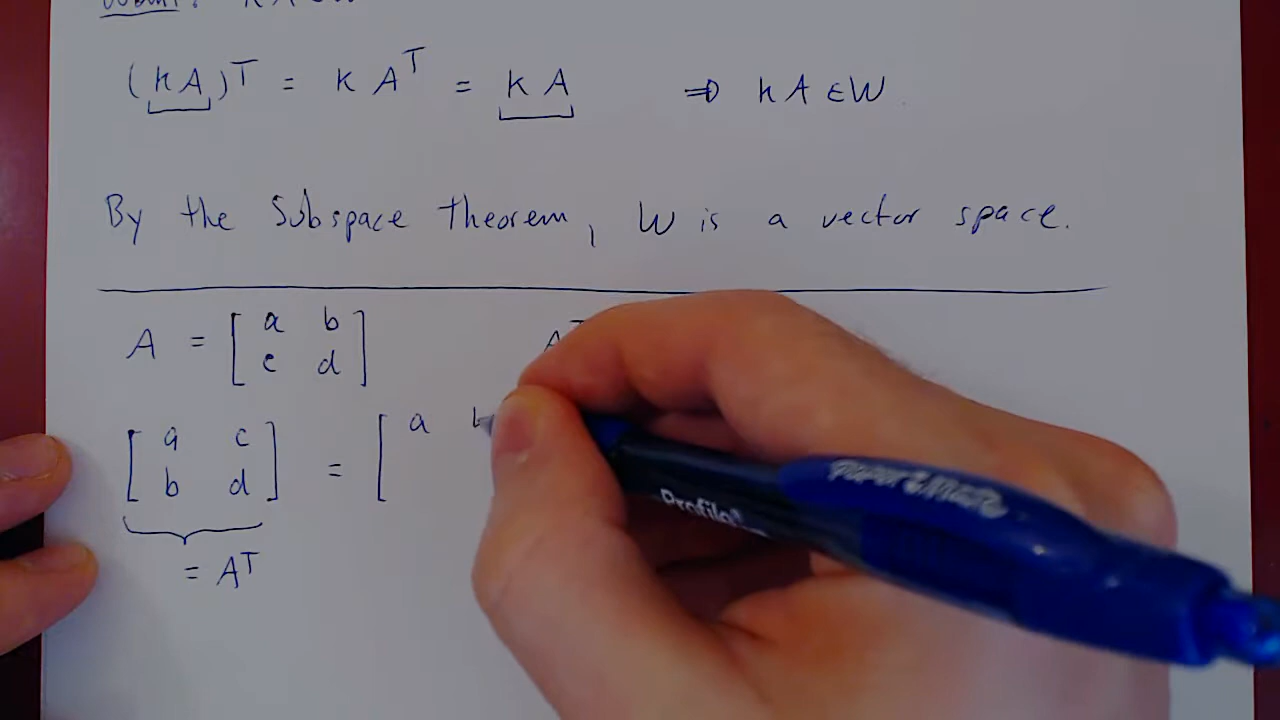 (kA)ᵀ = k Aᵀ = k A ⇒ kA ∈ W
By the Subspace theorem, W is a vector space.
A = [ a b
c d ]
[ a c
b d ] = [ a b
= Aᵀ
PAPER MATE
Profile